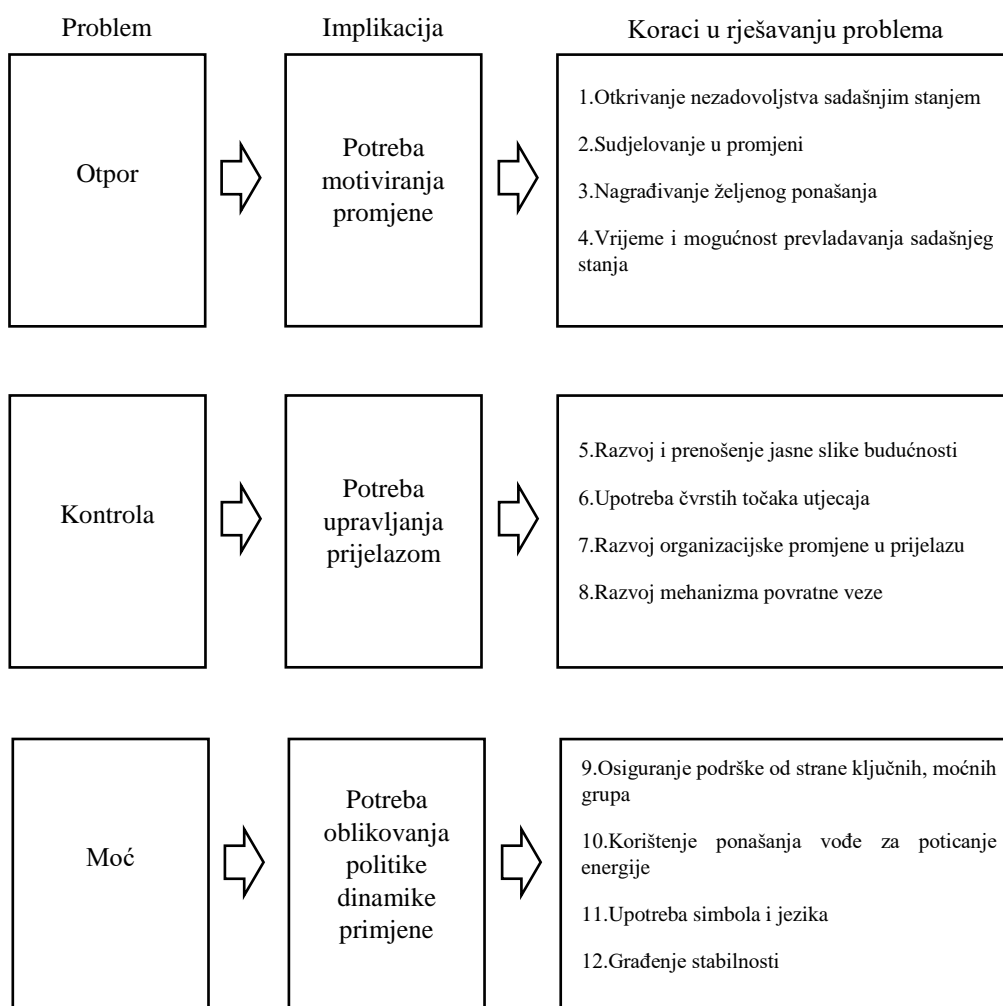 Problem
Implikacija
Koraci u rješavanju problema
Otpor
Potreba
motiviranja
promjene
1.Otkrivanje nezadovoljstva sadašnjim stanjem
2.Sudjelovanje u promjeni
3.Nagrađivanje željenog ponašanja
4.Vrijeme i mogućnost prevladavanja sadašnjeg
stanja
Kontrola
Potreba
upravljanja
prijelazom
5.Razvoj i prenošenje jasne slike budućnosti
6.Upotreba čvrstih točaka utjecaja
7.Razvoj organizacijske promjene u prijelazu
8.Razvoj mehanizma povratne veze
Moć
Potreba
oblikovanja
politike
dinamike
primjene
9.Osiguranje podrške od strane ključnih, moćnih
grupa
10.Korištenje ponašanja vođe za poticanje
energije
11.Upotreba simbola i jezika
12.Građenje stabilnosti